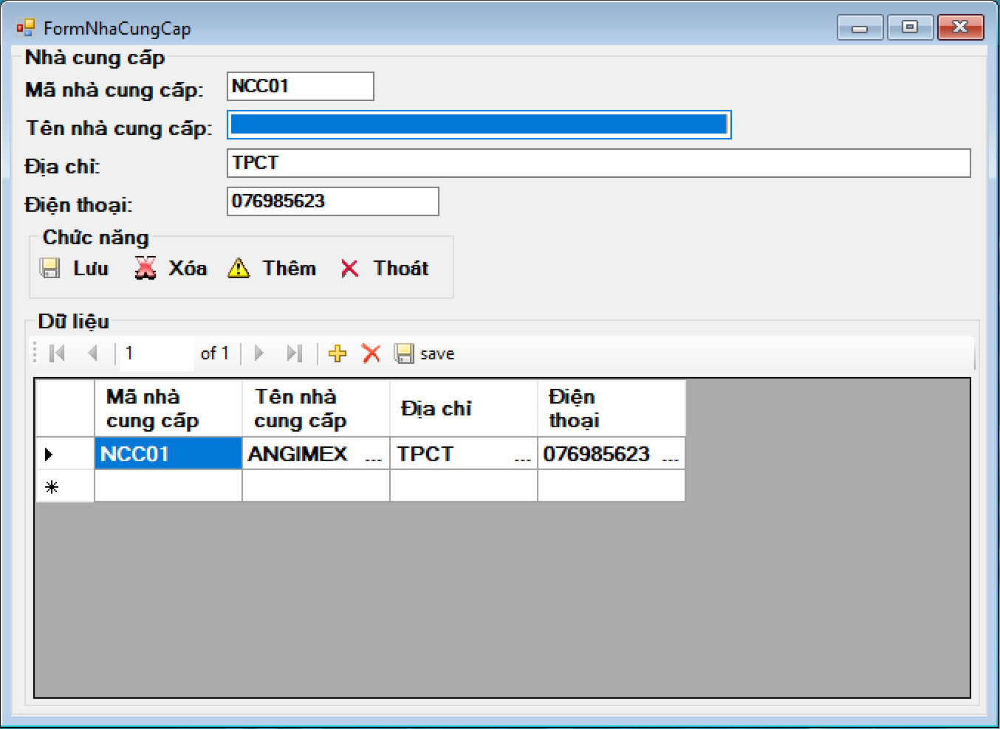 FormNhaCungCap
Nhà cung cấp
Mã nhà cung cấp: NCC01
Tên nhà cung cấp:
Địa chỉ: TPCT
Điện thoại: 076985623
Chức năng
Lưu Xóa Thêm Thoát
Dữ liệu
1 of 1 save
Mã nhà cung cấp Tên nhà cung cấp Địa chỉ Điện thoại
NCC01 ANGIMEX ... TPCT ... 076985623 ...